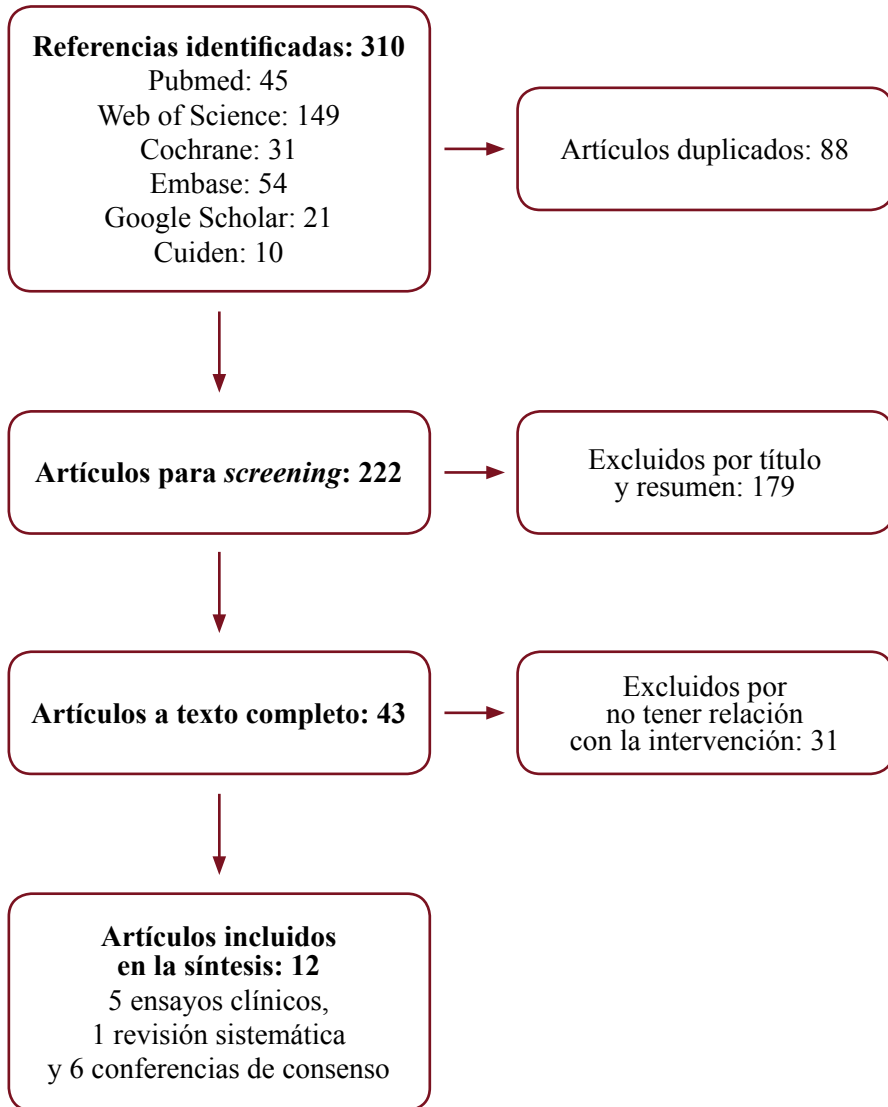 Referencias identificadas: 310
Pubmed: 45
Web of Science: 149
Cochrane: 31
Embase: 54
Google Scholar: 21
Cuiden: 10
Artículos duplicados: 88
Artículos para screening: 222
Excluidos por título
y resumen: 179
Artículos a texto completo: 43
Excluidos por
no tener relación
con la intervención: 31
Artículos incluidos
en la síntesis: 12
5 ensayos clínicos,
1 revisión sistemática
y 6 conferencias de consenso